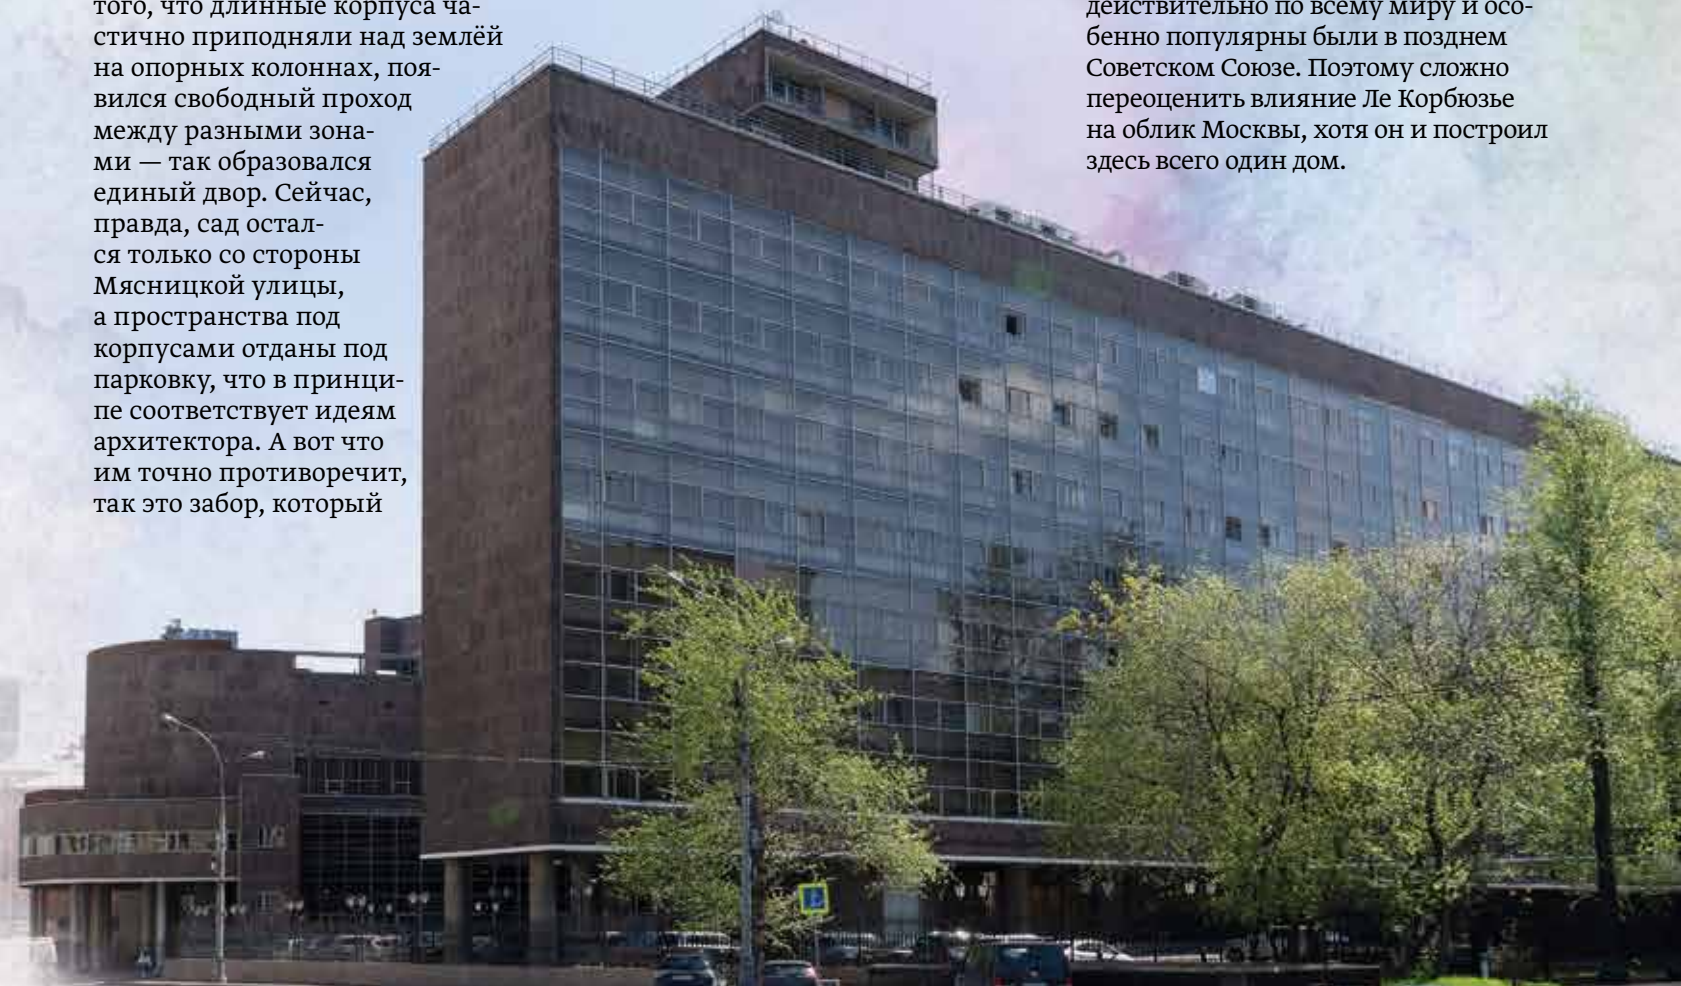 того, что длинные корпуса ча-
стично приподняли над землёй
на опорных колоннах, поя-
вился свободный проход
между разными зона-
ми — так образовался
единый двор. Сейчас,
правда, сад остал-
ся только со стороны
Мясницкой улицы,
а пространства под
корпусами отданы под
парковку, что в принци-
пе соответствует идеям
архитектора. А вот что
им точно противоречит,
так это забор, который
действительно по всему миру и осо-
бенно популярны были в позднем
Советском Союзе. Поэтому сложно
переоценить влияние Ле Корбюзье
на облик Москвы, хотя он и построил
здесь всего один дом.